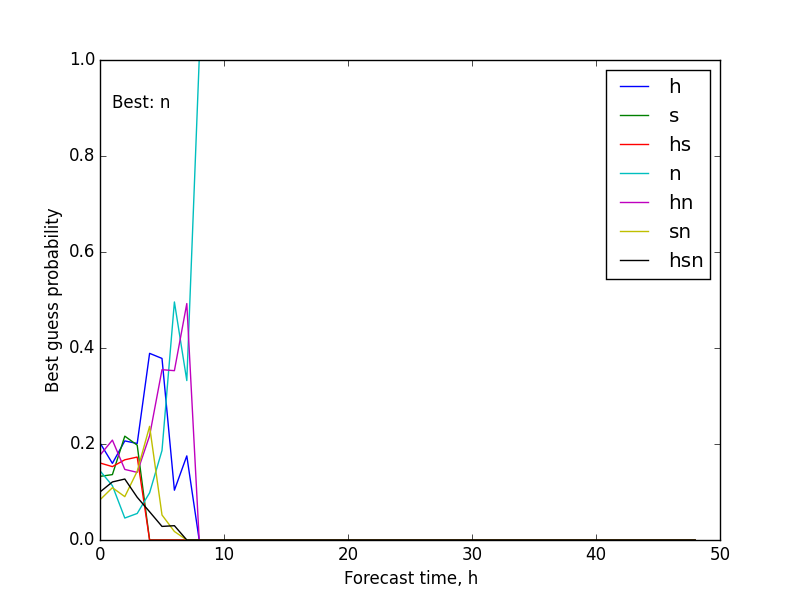 1.0
0.8
0.6
0.4
0.2
0.0
Best guess probability
Best: n
h
s
hs
n
hn
sn
hsn
0 10 20 30 40 50
Forecast time, h